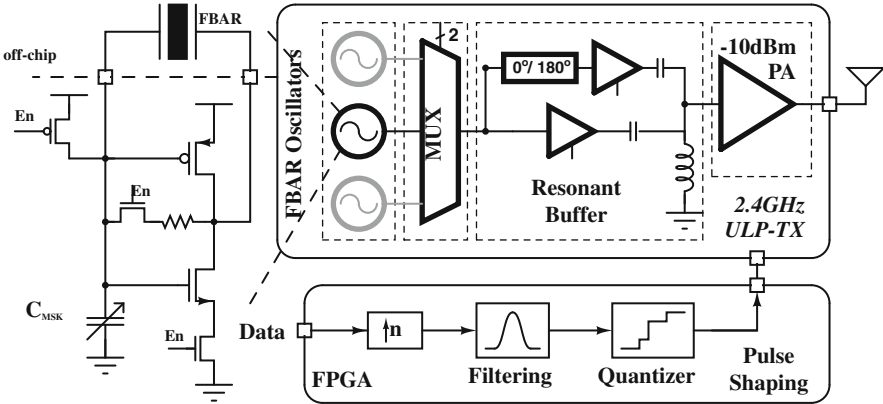 FBAR
off-chip
En
En
C_MSK
En
FBAR Oscillators
2
MUX
0°/ 180°
Resonant
Buffer
-10dBm
PA
2.4GHz
ULP-TX
Data
n
FPGA
Filtering
Quantizer
Pulse
Shaping